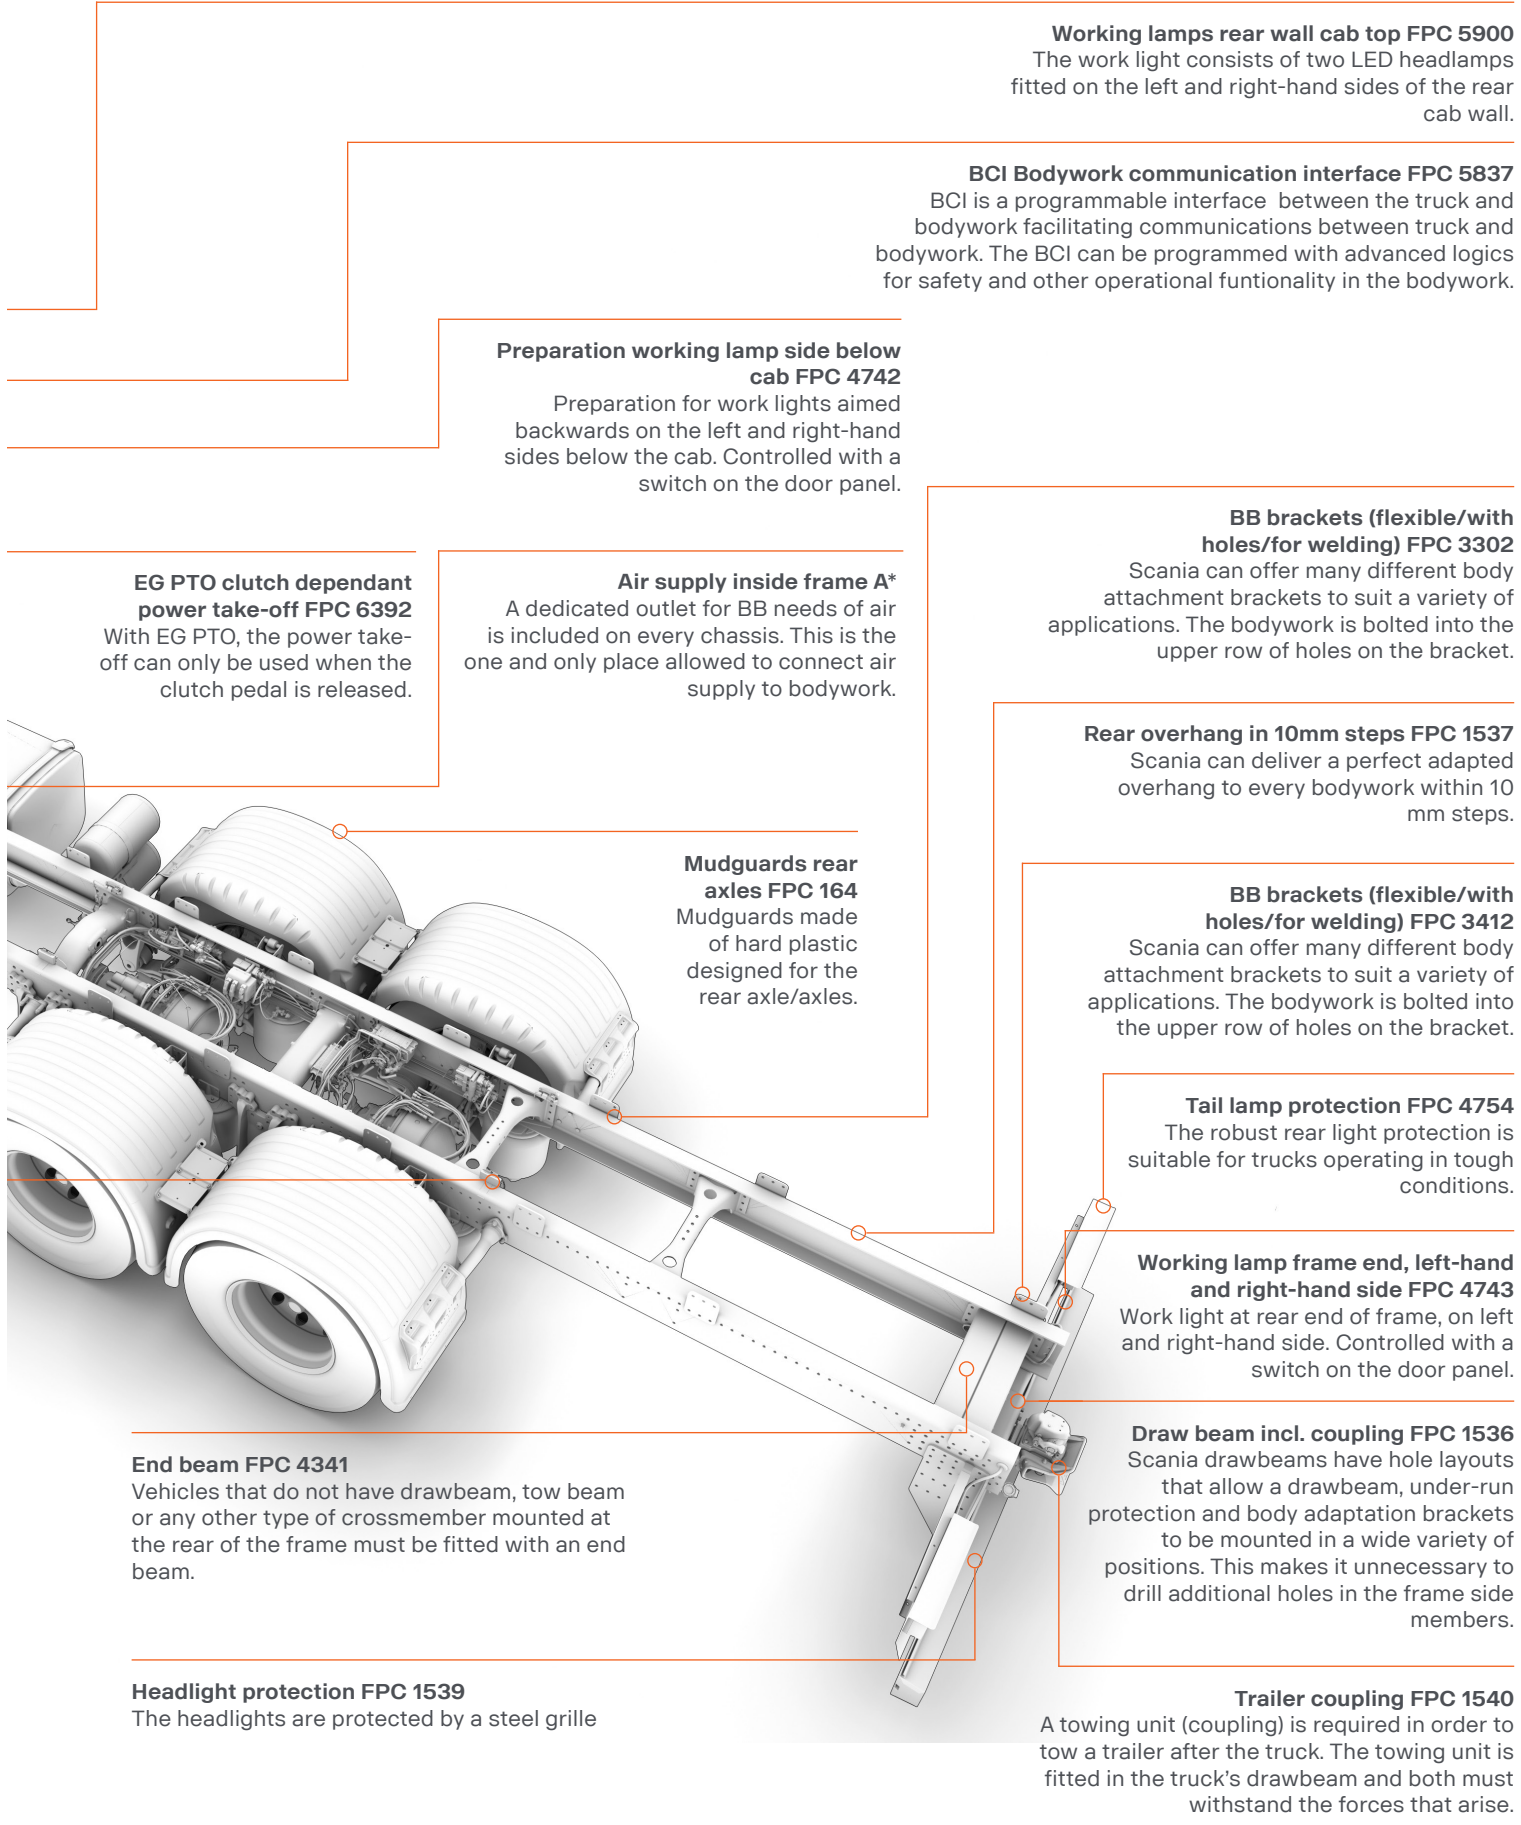 Working lamps rear wall cab top FPC 5900
The work light consists of two LED headlamps
fitted on the left and right-hand sides of the rear
cab wall.
BCI Bodywork communication interface FPC 5837
BCI is a programmable interface between the truck and
bodywork facilitating communications between truck and
bodywork. The BCI can be programmed with advanced logics
for safety and other operational funtionality in the bodywork.
Preparation working lamp side below
cab FPC 4742
Preparation for work lights aimed
backwards on the left and right-hand
sides below the cab. Controlled with a
switch on the door panel.
BB brackets (flexible/with
holes/for welding) FPC 3302
Scania can offer many different body
attachment brackets to suit a variety of
applications. The bodywork is bolted into the
upper row of holes on the bracket.
EG PTO clutch dependant
power take-off FPC 6392
With EG PTO, the power take-
off can only be used when the
clutch pedal is released.
Air supply inside frame A*
A dedicated outlet for BB needs of air
is included on every chassis. This is the
one and only place allowed to connect air
supply to bodywork.
Rear overhang in 10mm steps FPC 1537
Scania can deliver a perfect adapted
overhang to every bodywork within 10
mm steps.
Mudguards rear
axles FPC 164
Mudguards made
of hard plastic
designed for the
rear axle/axles.
BB brackets (flexible/with
holes/for welding) FPC 3412
Scania can offer many different body
attachment brackets to suit a variety of
applications. The bodywork is bolted into
the upper row of holes on the bracket.
Tail lamp protection FPC 4754
The robust rear light protection is
suitable for trucks operating in tough
conditions.
Working lamp frame end, left-hand
and right-hand side FPC 4743
Work light at rear end of frame, on left
and right-hand side. Controlled with a
switch on the door panel.
Draw beam incl. coupling FPC 1536
Scania drawbeams have hole layouts
that allow a drawbeam, under-run
protection and body adaptation brackets
to be mounted in a wide variety of
positions. This makes it unnecessary to
drill additional holes in the frame side
members.
End beam FPC 4341
Vehicles that do not have drawbeam, tow beam
or any other type of crossmember mounted at
the rear of the frame must be fitted with an end
beam.
Headlight protection FPC 1539
The headlights are protected by a steel grille
Trailer coupling FPC 1540
A towing unit (coupling) is required in order to
tow a trailer after the truck. The towing unit is
fitted in the truck's drawbeam and both must
withstand the forces that arise.